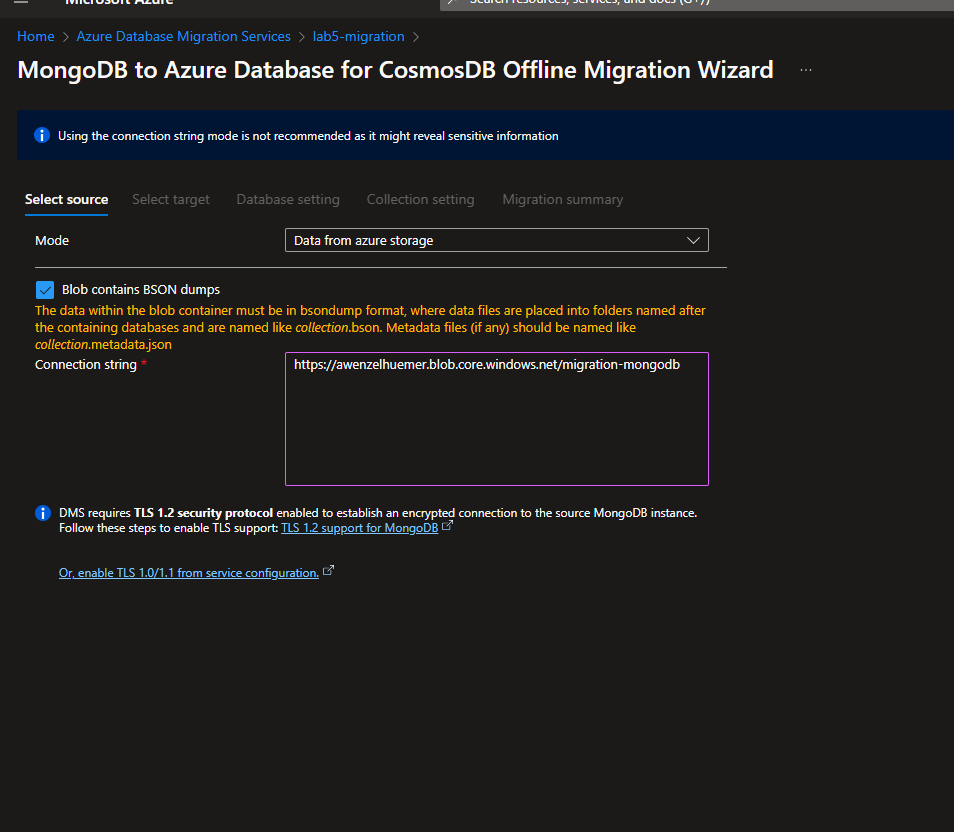 Microsoft Azure
Search resources, services, and docs (G+/)
Home > Azure Database Migration Services > lab5-migration >
MongoDB to Azure Database for CosmosDB Offline Migration Wizard ...
Using the connection string mode is not recommended as it might reveal sensitive information
Select source Select target Database setting Collection setting Migration summary
Mode Data from azure storage
Blob contains BSON dumps
The data within the blob container must be in bsondump format, where data files are placed into folders named after
the containing databases and are named like collection.bson. Metadata files (if any) should be named like
collection.metadata.json
Connection string * https://awenzelhuemer.blob.core.windows.net/migration-mongodb
DMS requires TLS 1.2 security protocol enabled to establish an encrypted connection to the source MongoDB instance.
Follow these steps to enable TLS support: TLS 1.2 support for MongoDB
Or, enable TLS 1.0/1.1 from service configuration.